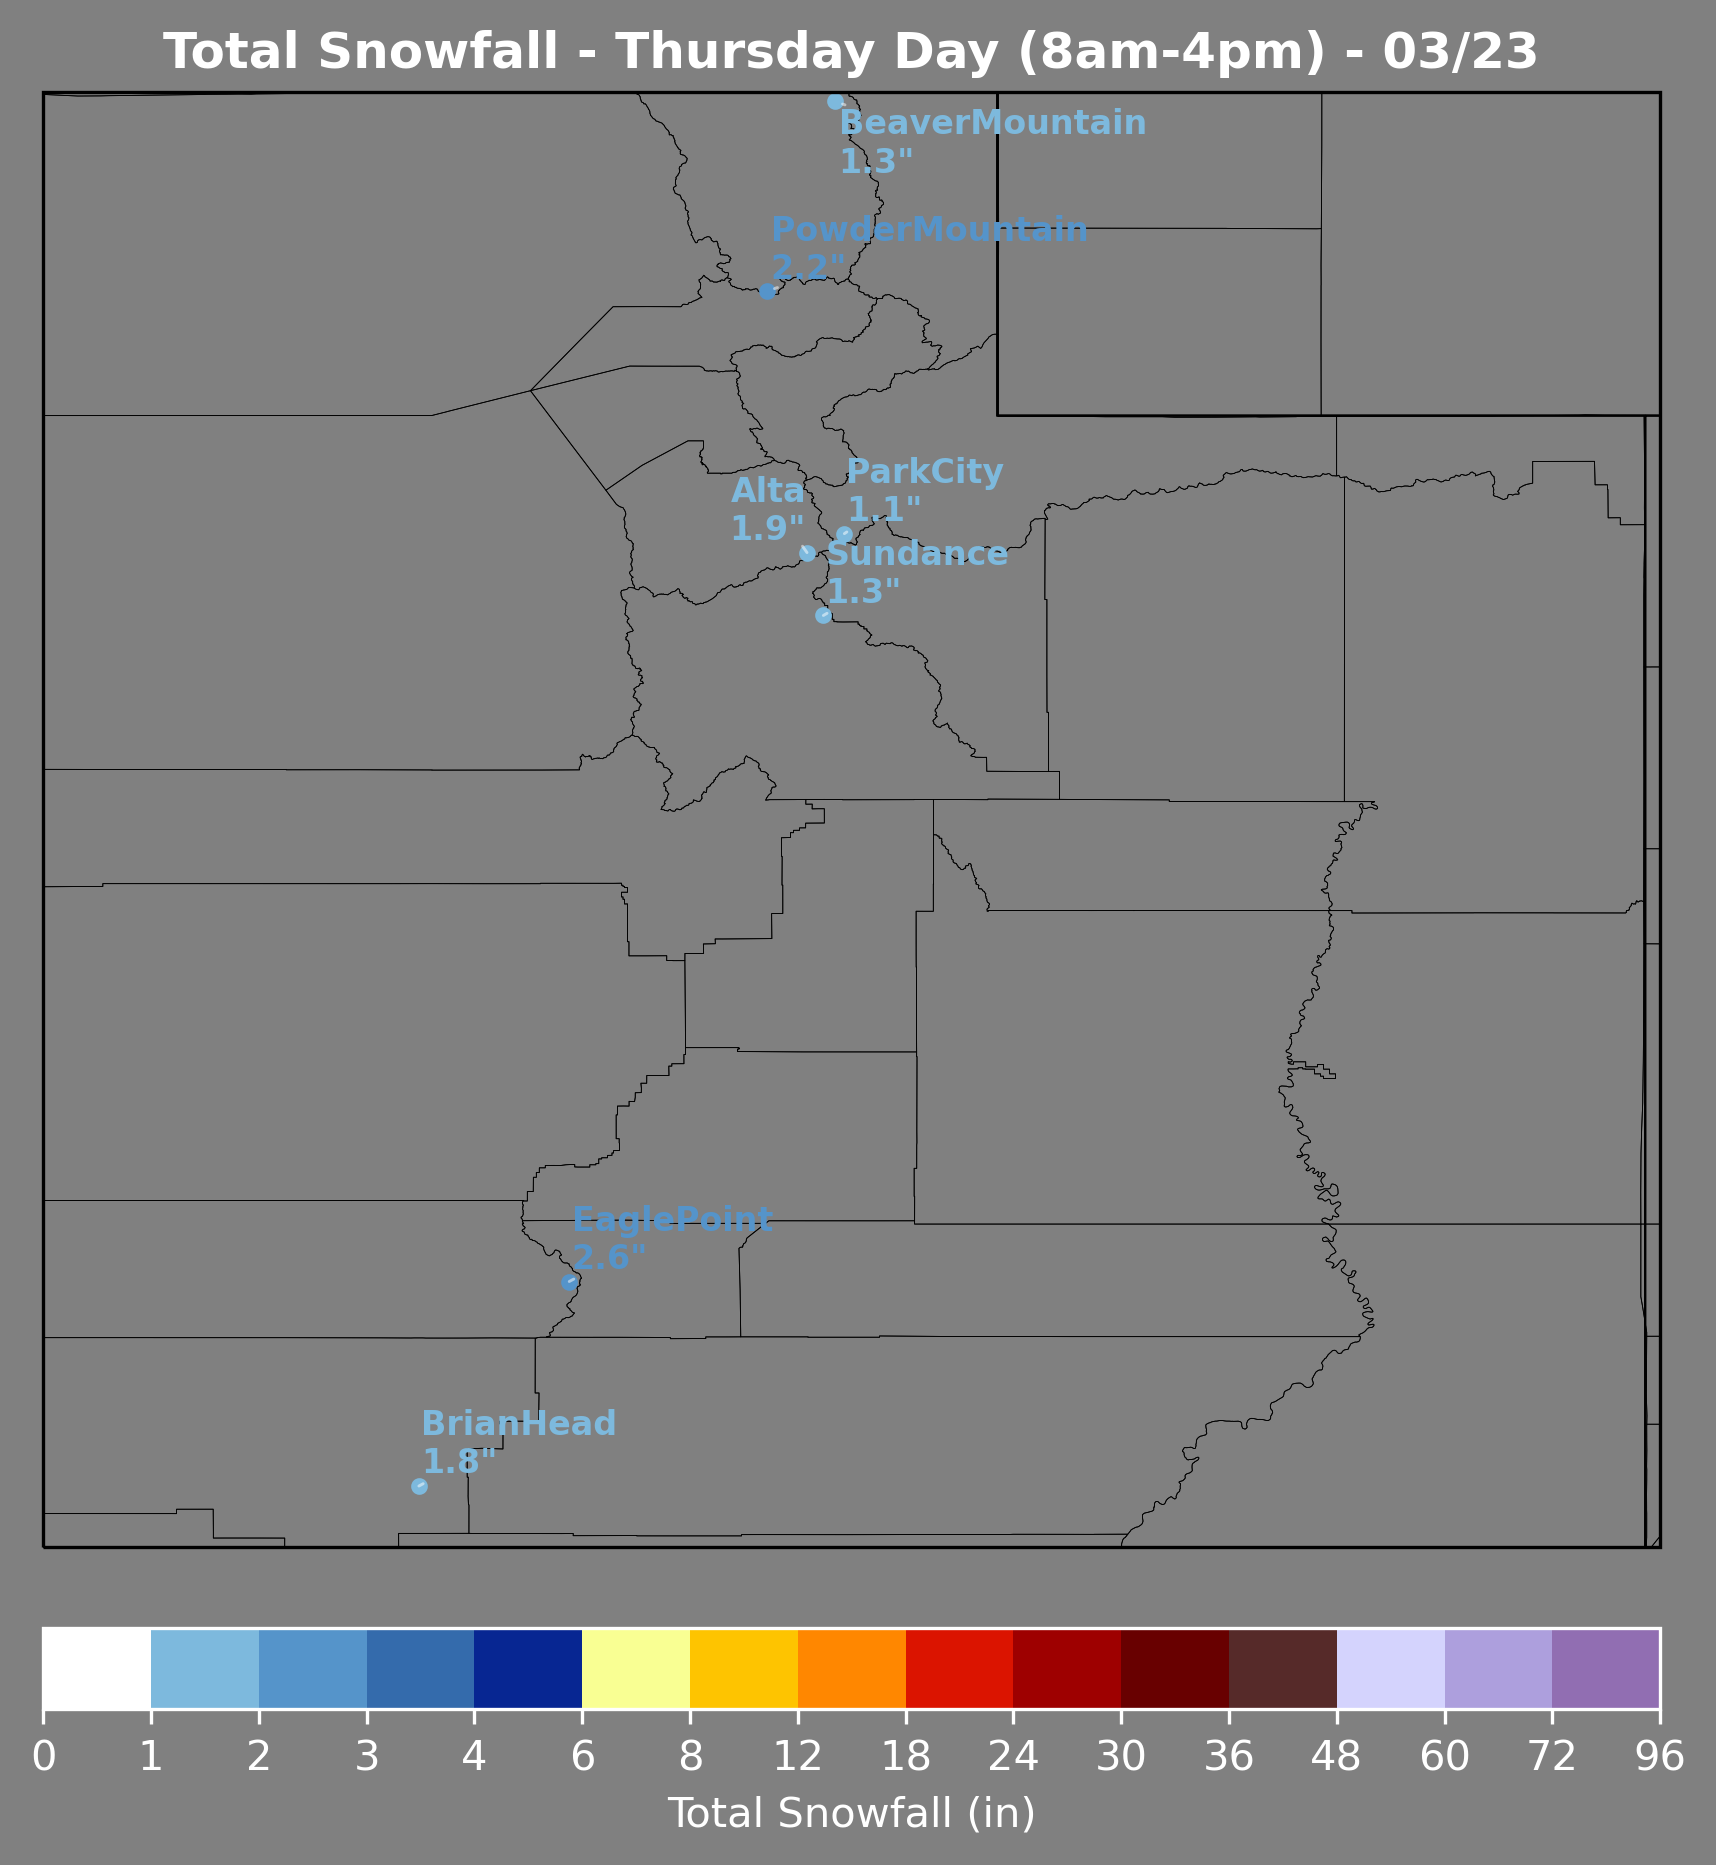 Total Snowfall - Thursday Day (8am-4pm) - 03/23
BeaverMountain
1.3"
PowderMountain
2.2"
ParkCity
1.1"
Alta
1.9"
Sundance
1.3"
EaglePoint
2.6"
BrianHead
1.8"
0 1 2 3 4 6 8 12 18 24 30 36 48 60 72 96
Total Snowfall (in)